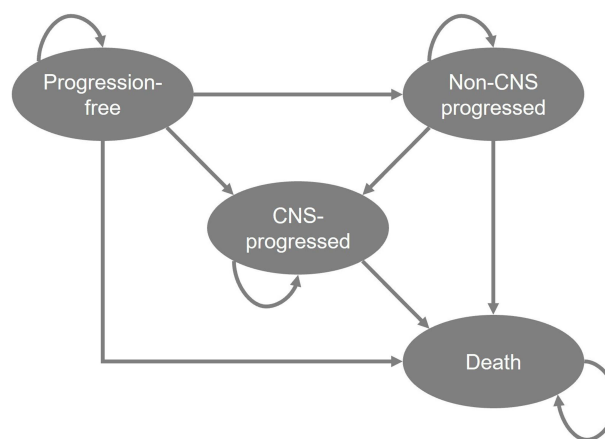 Progression-
free
Non-CNS
progressed
CNS-
progressed
Death